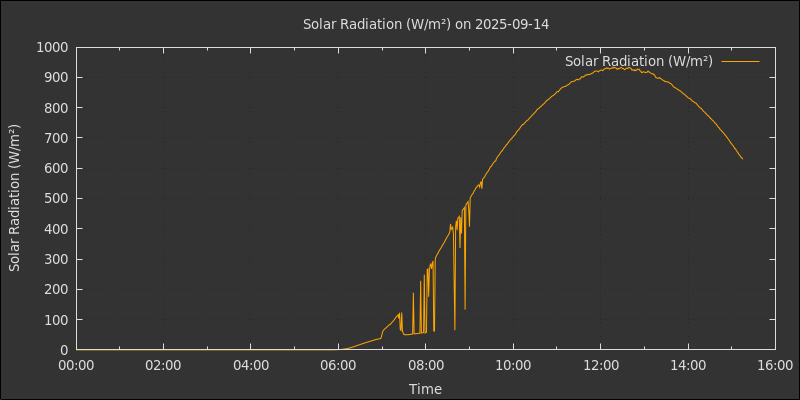 Solar Radiation (W/m²) on 2025-09-14
Solar Radiation (W/m²)
Solar Radiation (W/m²)
1000
900
800
700
600
500
400
300
200
100
0
00:00 02:00 04:00 06:00 08:00 10:00 12:00 14:00 16:00
Time